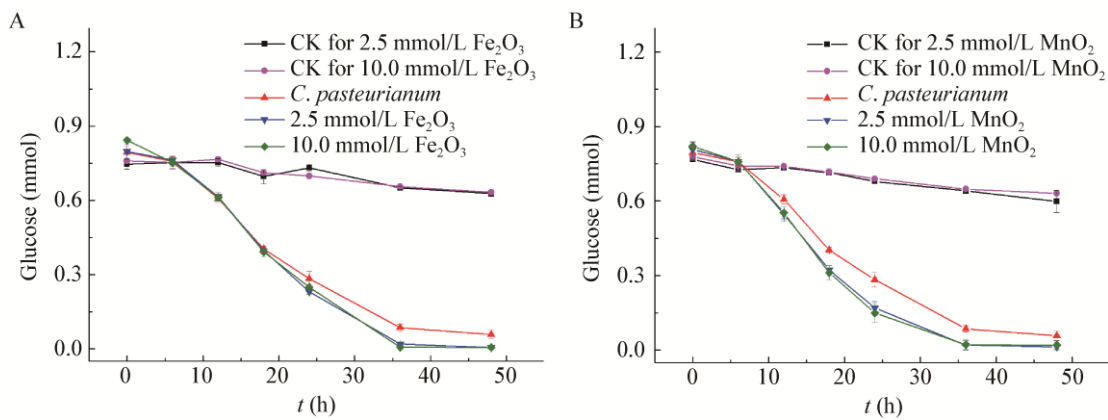 A
CK for 2.5 mmol/L Fe₂O₃
CK for 10.0 mmol/L Fe₂O₃
C. pasteurianum
2.5 mmol/L Fe₂O₃
10.0 mmol/L Fe₂O₃
1.2
0.9
0.6
0.3
0.0
Glucose (mmol)
0 10 20 30 40 50
t (h)
B
CK for 2.5 mmol/L MnO₂
CK for 10.0 mmol/L MnO₂
C. pasteurianum
2.5 mmol/L MnO₂
10.0 mmol/L MnO₂
1.2
0.9
0.6
0.3
0.0
Glucose (mmol)
0 10 20 30 40 50
t (h)